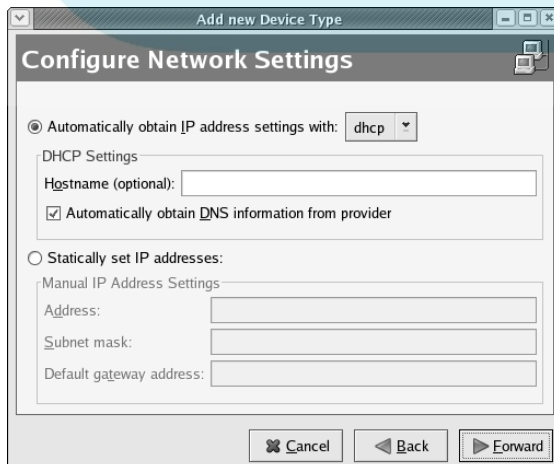 Add new Device Type
Configure Network Settings
Automatically obtain IP address settings with: dhcp
DHCP Settings
Hostname (optional):
Automatically obtain DNS information from provider
Statically set IP addresses:
Manual IP Address Settings
Address:
Subnet mask:
Default gateway address:
Cancel Back Forward